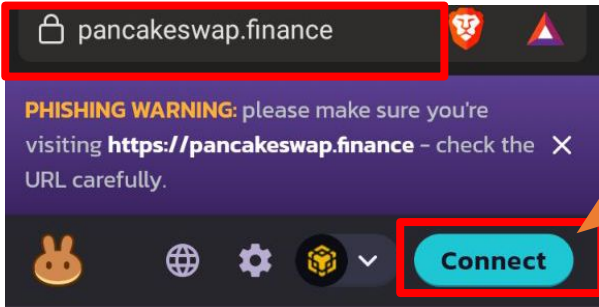 pancakeswap.finance
PHISHING WARNING: please make sure you're
visiting https://pancakeswap.finance - check the
URL carefully.
Connect